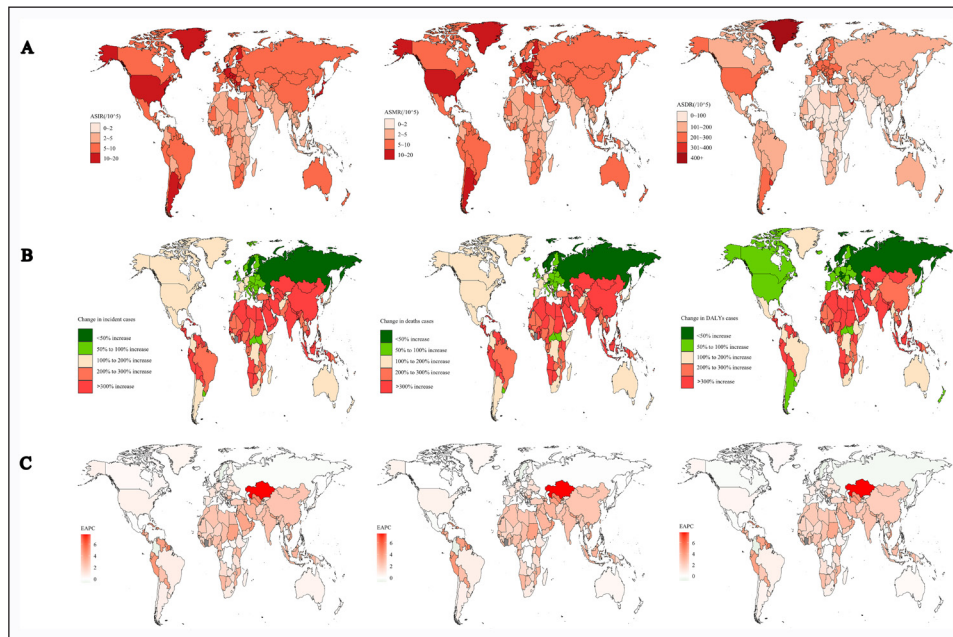 A
ASIR(/10^5)
0~2
2~5
5~10
10~20
ASMR(/10^5)
0~2
2~5
5~10
10~20
ASDR(/10^5)
0~100
101~200
201~300
301~400
400+
B
Change in incident cases
<50% increase
50% to 100% increase
100% to 200% increase
200% to 300% increase
>300% increase
Change in deaths cases
<50% increase
50% to 100% increase
100% to 200% increase
200% to 300% increase
>300% increase
Change in DALYs cases
<50% increase
50% to 100% increase
100% to 200% increase
200% to 300% increase
>300% increase
C
EAPC
6
4
2
0
EAPC
6
4
2
0
EAPC
6
4
2
0